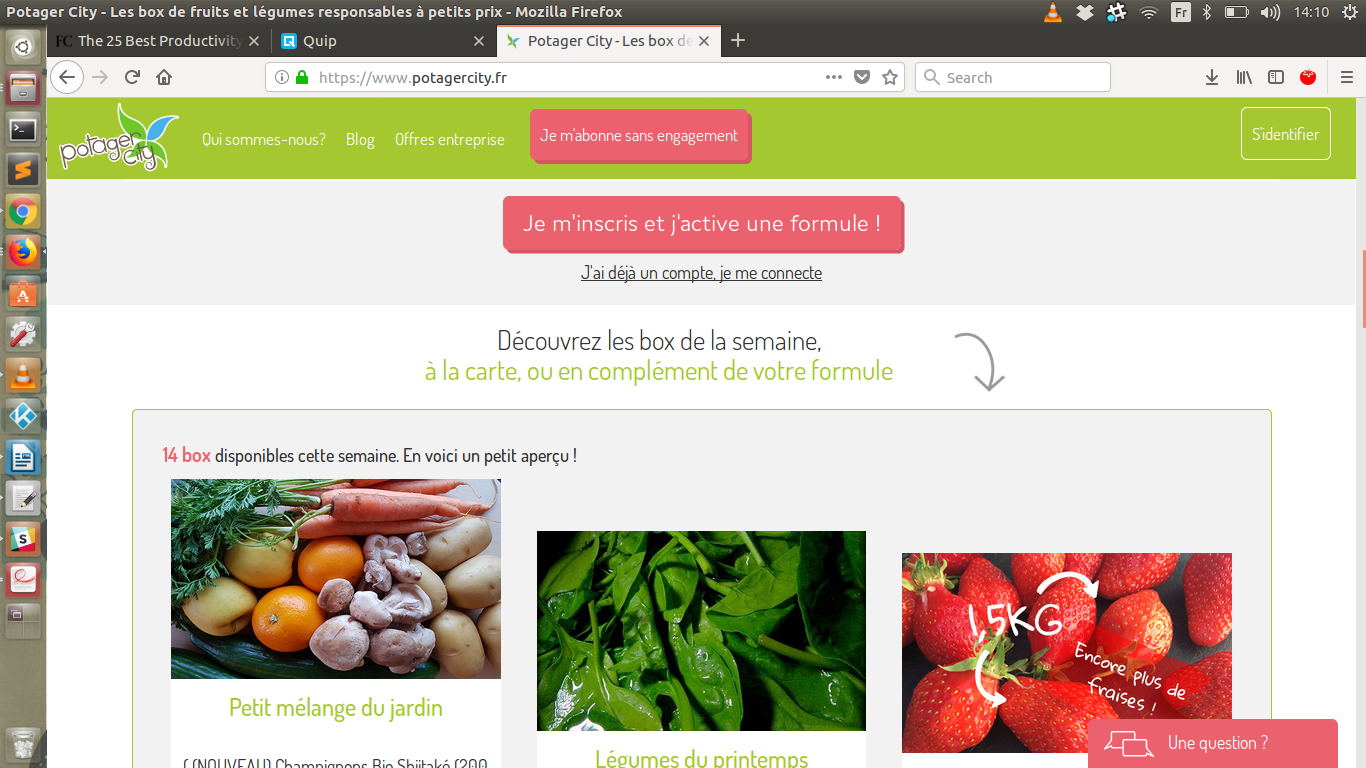 Potager City - Les box de fruits et légumes responsables à petits prix - Mozilla Firefox
Fr
14:10
FC The 25 Best Productivity
Quip
Potager City - Les box de
https://www.potagercity.fr
Search
potager city
Qui sommes-nous?
Blog
Offres entreprise
Je m'abonne sans engagement
S'identifier
Je m'inscris et j'active une formule !
J'ai déjà un compte, je me connecte
Découvrez les box de la semaine,
à la carte, ou en complément de votre formule
14 box disponibles cette semaine. En voici un petit aperçu !
1,5KG
Encore plus de
fraises !
Petit mélange du jardin
Légumes du printemps
( (NOUVEAU) Champignons Bio Shiitaké (200
Une question ?